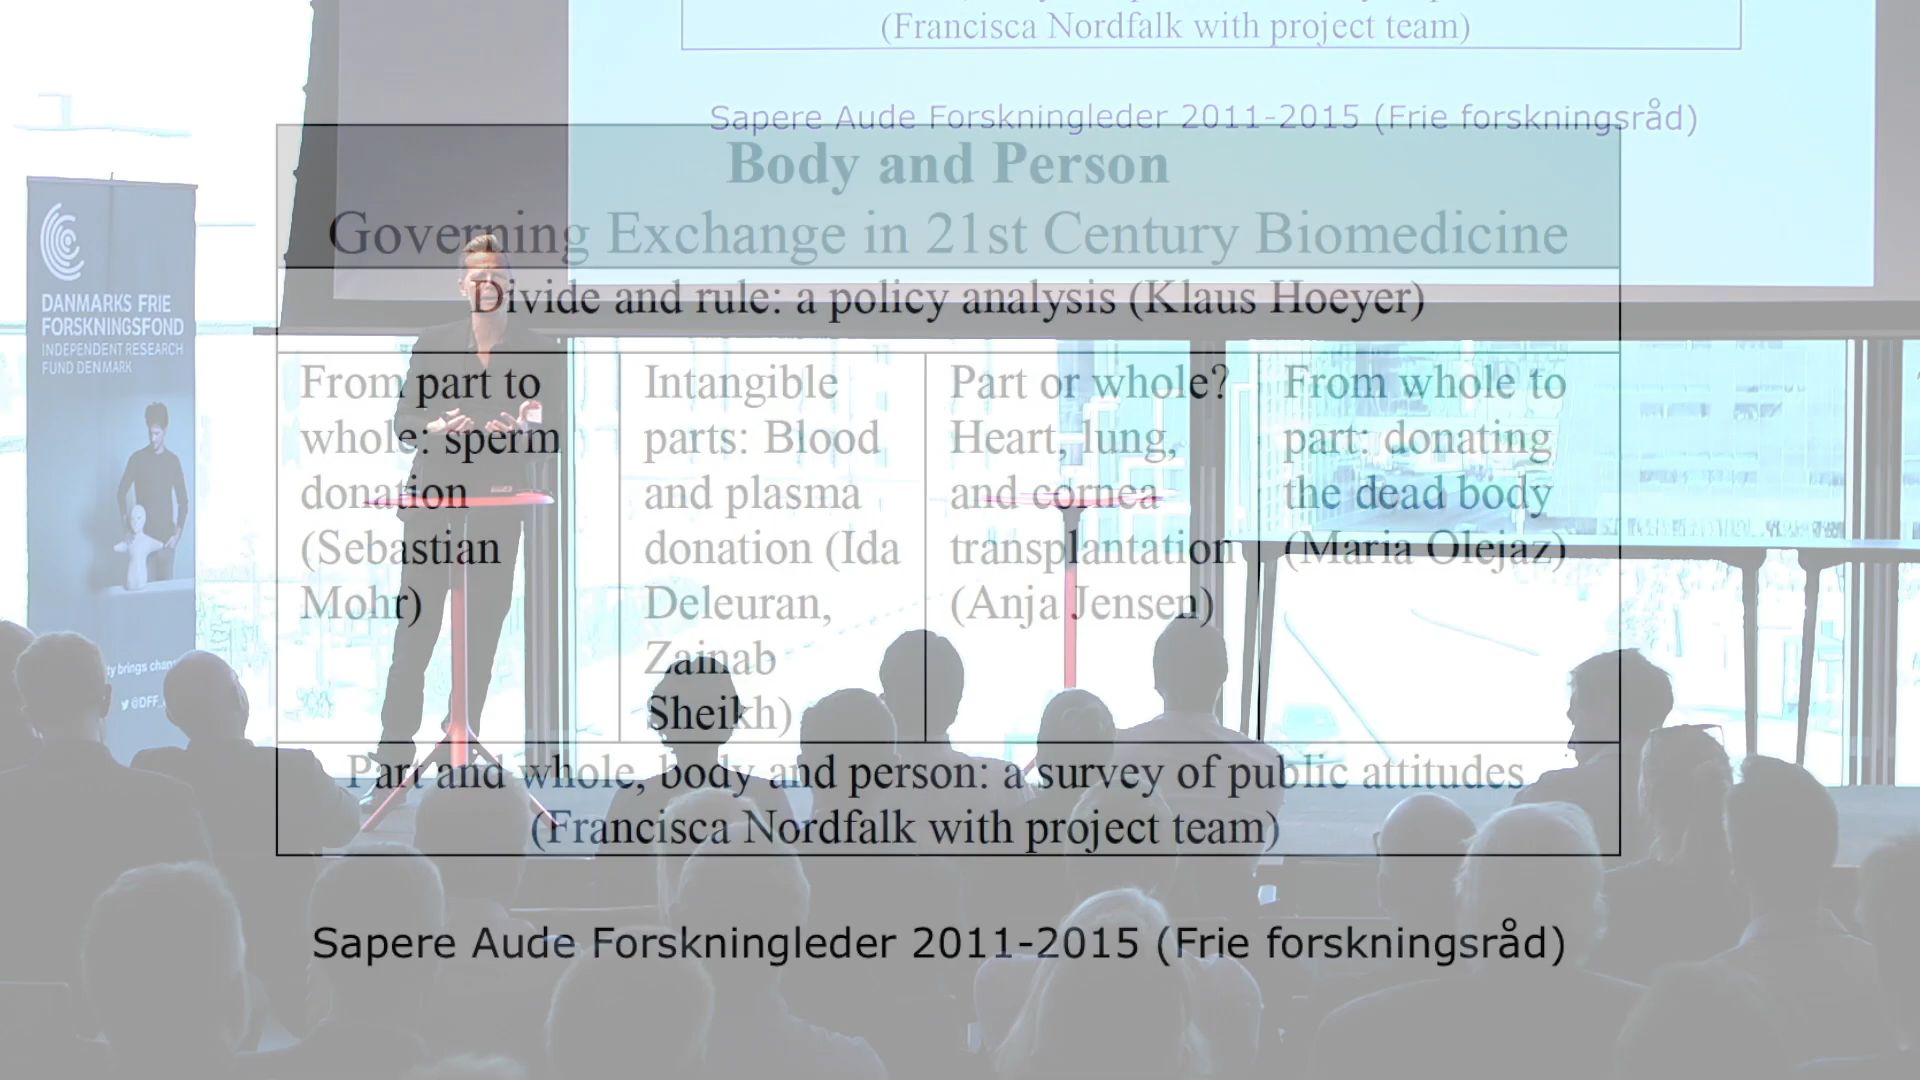 (Francisca Nordfalk with project team)
Sapere Aude Forskningleder 2011-2015 (Frie forskningsråd)
Body and Person
Governing Exchange in 21st Century Biomedicine
Divide and rule: a policy analysis (Klaus Hoeyer)
From part to
whole: sperm
donation
(Sebastian
Mohr)
Intangible
parts: Blood
and plasma
donation (Ida
Deleuran,
Zainab
Sheikh)
Part or whole?
Heart, lung,
and cornea
transplantation
(Anja Jensen)
From whole to
part: donating
the dead body
(Maria Olejaz)
Part and whole, body and person: a survey of public attitudes
(Francisca Nordfalk with project team)
Sapere Aude Forskningleder 2011-2015 (Frie forskningsråd)
DANMARKS FRIE
FORSKNINGSFOND
INDEPENDENT RESEARCH
FUND DENMARK
brings
@DFF